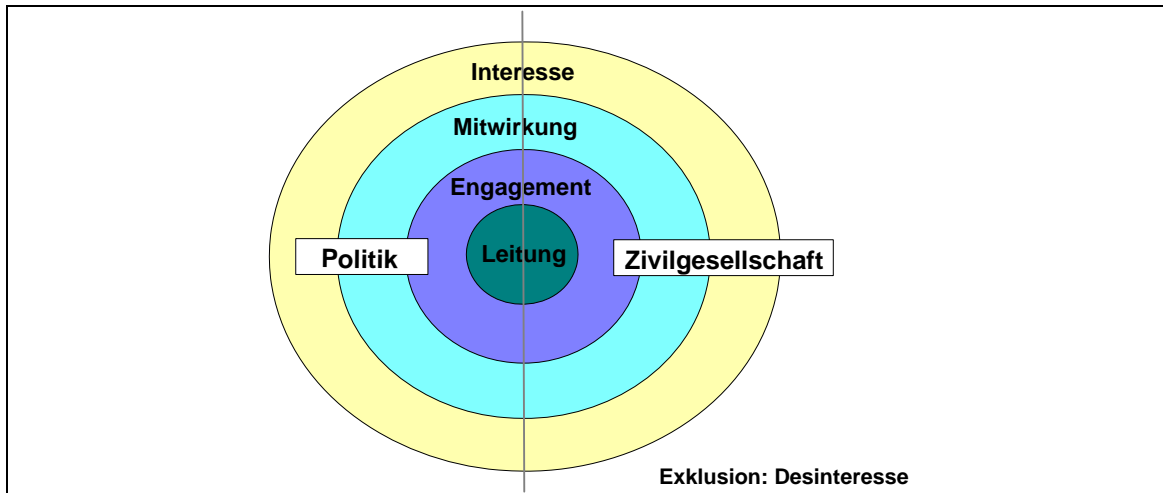 Interesse
Mitwirkung
Engagement
Leitung
Politik
Zivilgesellschaft
Exklusion: Desinteresse